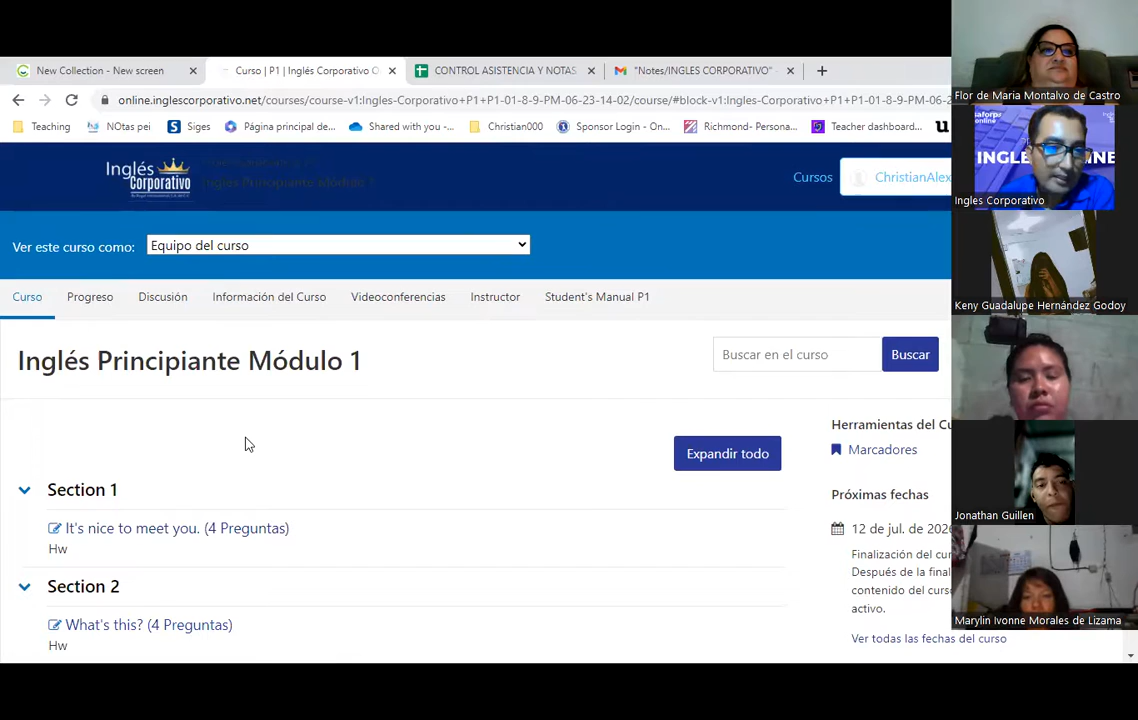 New Collection - New screen
Curso | P1 | Inglés Corporativo O
CONTROL ASISTENCIA Y NOTAS
"Notes/INGLES CORPORATIVO" -
online.inglescorporativo.net/courses/course-v1:Ingles-Corporativo+P1+P1-01-8-9-PM-06-23-14-02/course/#block-v1:Ingles-Corporativo+P1+P1-01-8-9-PM-06-23-14-02
Teaching
NOtas pei
Siges
Página principal de...
Shared with you -...
Christian000
Sponsor Login - On...
Richmond- Persona...
Teacher dashboard...
Inglés
Corporativo
Cursos
ChristianAlex
Ver este curso como:
Equipo del curso
Curso
Progreso
Discusión
Información del Curso
Videoconferencias
Instructor
Student's Manual P1
Inglés Principiante Módulo 1
Buscar en el curso
Buscar
Expandir todo
Section 1
It's nice to meet you. (4 Preguntas)
Hw
Section 2
What's this? (4 Preguntas)
Hw
Herramientas del Cu
Marcadores
Próximas fechas
12 de jul. de 202
Finalización del cur
Después de la final
contenido del curs
activo.
Ver todas las fechas del curso
Flor de Maria Montalvo de Castro
INGL
NE
online
Ingles Corporativo
Keny Guadalupe Hernández Godoy
Jonathan Guillen
Marylin Ivonne Morales de Lizama